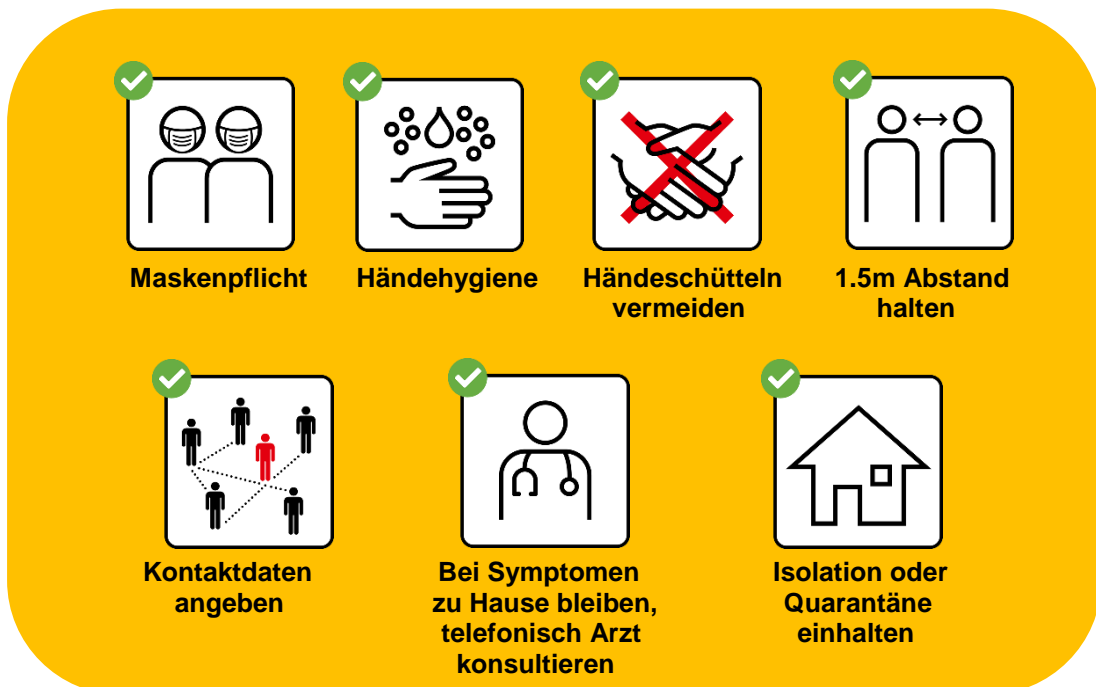 Maskenpflicht
Händehygiene
Händeschütteln
vermeiden
1.5m Abstand
halten
Kontaktdaten
angeben
Bei Symptomen
zu Hause bleiben,
telefonisch Arzt
konsultieren
Isolation oder
Quarantäne
einhalten